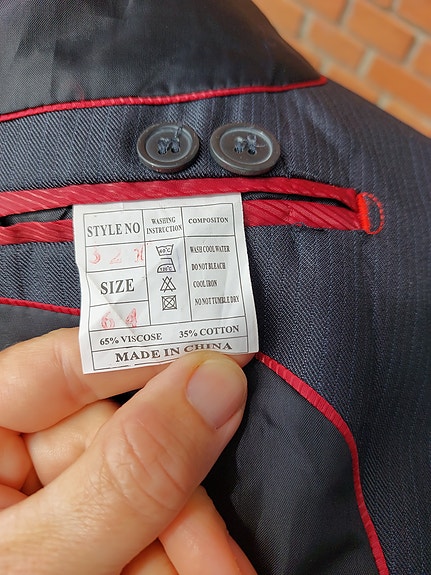 STYLE NO
WASHING INSTRUCTION
COMPOSITON
WASH COOL WATER
DO NOT BLEACH
COOL IRON
NO NOT TUMBLE DRY
SIZE
65% VISCOSE 35% COTTON
MADE IN CHINA